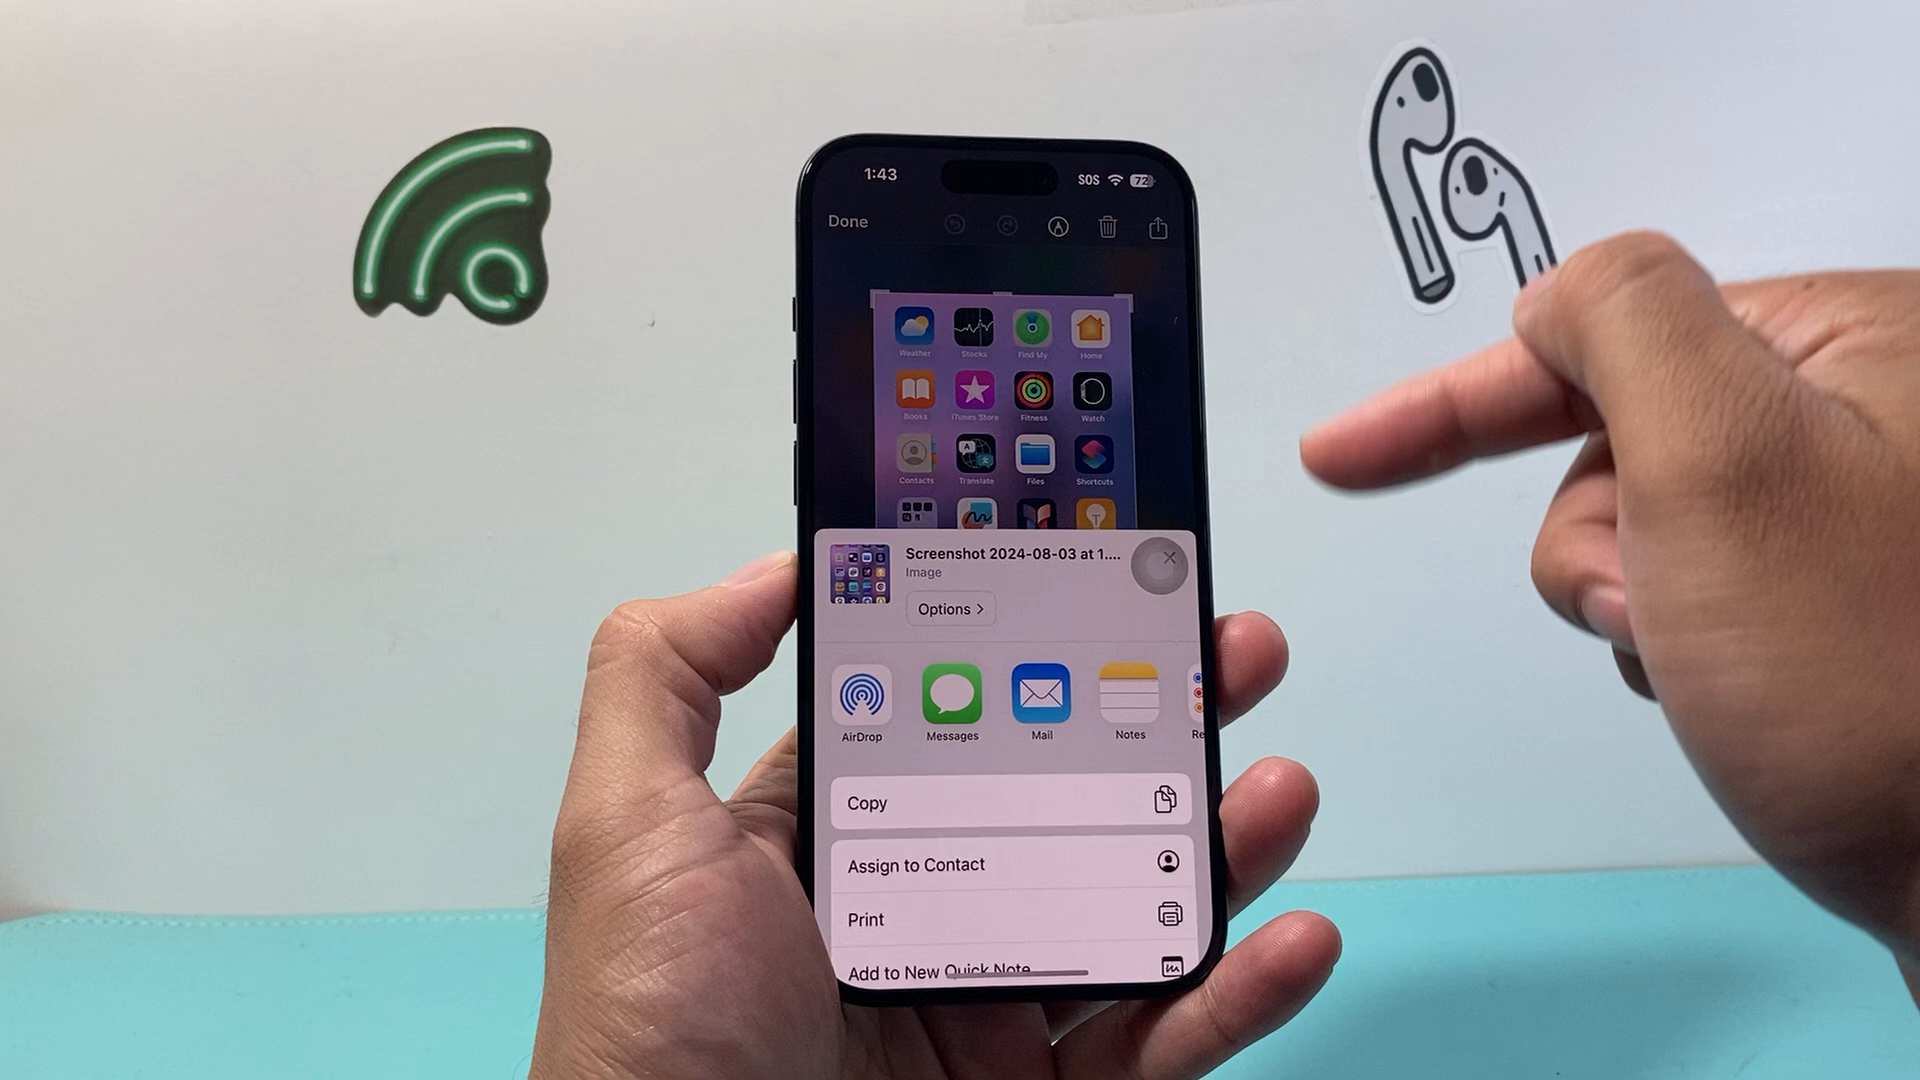 1:43
SOS
72
Done
Weather Stocks Find My Home
Books iTunes Store Fitness Watch
Contacts Translate Files Shortcuts
Screenshot 2024-08-03 at 1....
Image
Options
AirDrop Messages Mail Notes Re
Copy
Assign to Contact
Print
Add to New Quick Note